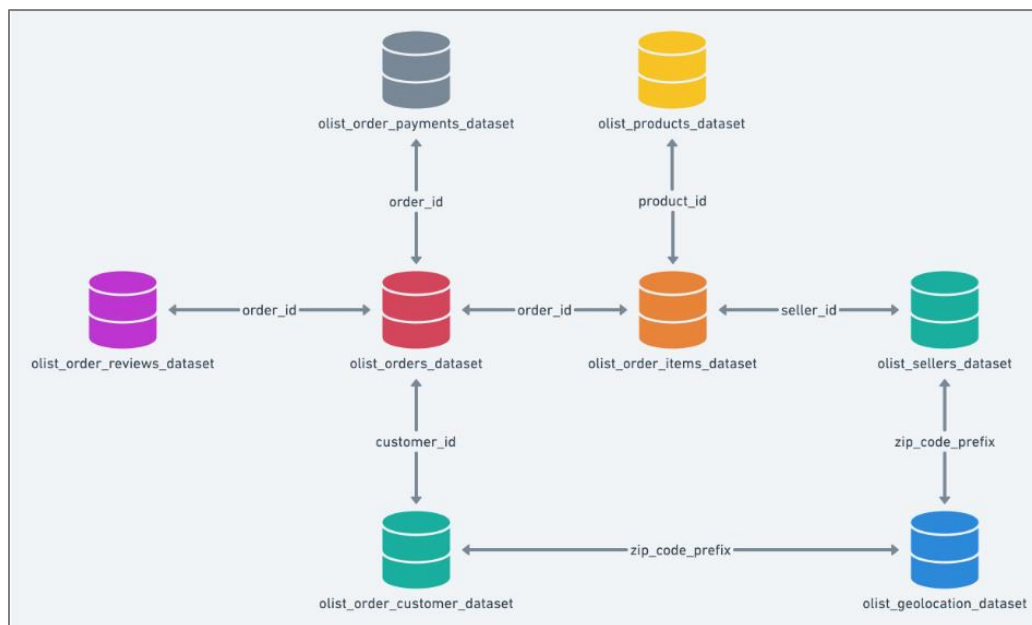 olist_order_payments_dataset
olist_products_dataset
order_id
product_id
order_id
order_id
seller_id
olist_order_reviews_dataset
olist_orders_dataset
olist_order_items_dataset
olist_sellers_dataset
customer_id
zip_code_prefix
zip_code_prefix
olist_order_customer_dataset
olist_geolocation_dataset